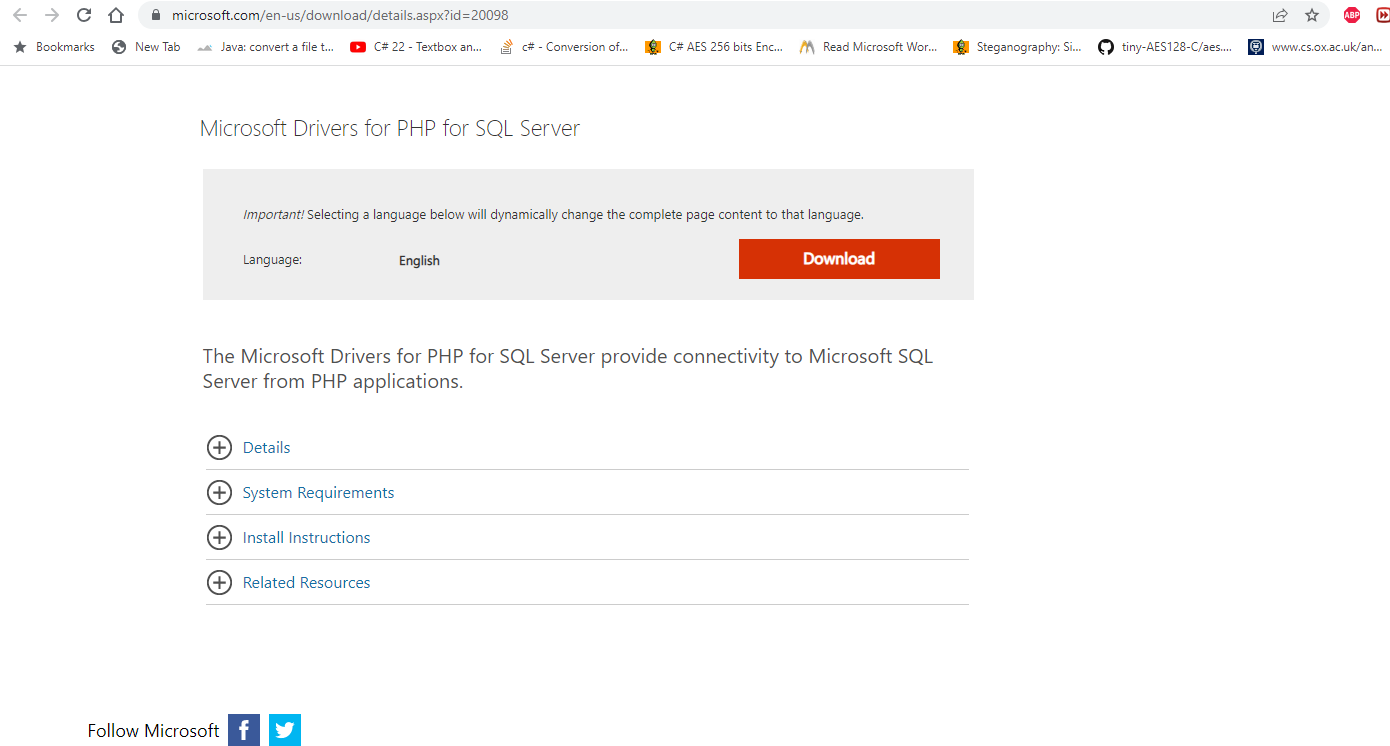 microsoft.com/en-us/download/details.aspx?id=20098
ABP
Bookmarks New Tab Java: convert a file t... C# 22 - Textbox an... c# - Conversion of... C# AES 256 bits Enc... Read Microsoft Wor... Steganography: Si... tiny-AES128-C/aes.... www.cs.ox.ac.uk/an...
Microsoft Drivers for PHP for SQL Server
Important! Selecting a language below will dynamically change the complete page content to that language.
Language: English Download
The Microsoft Drivers for PHP for SQL Server provide connectivity to Microsoft SQL
Server from PHP applications.
Details
System Requirements
Install Instructions
Related Resources
Follow Microsoft